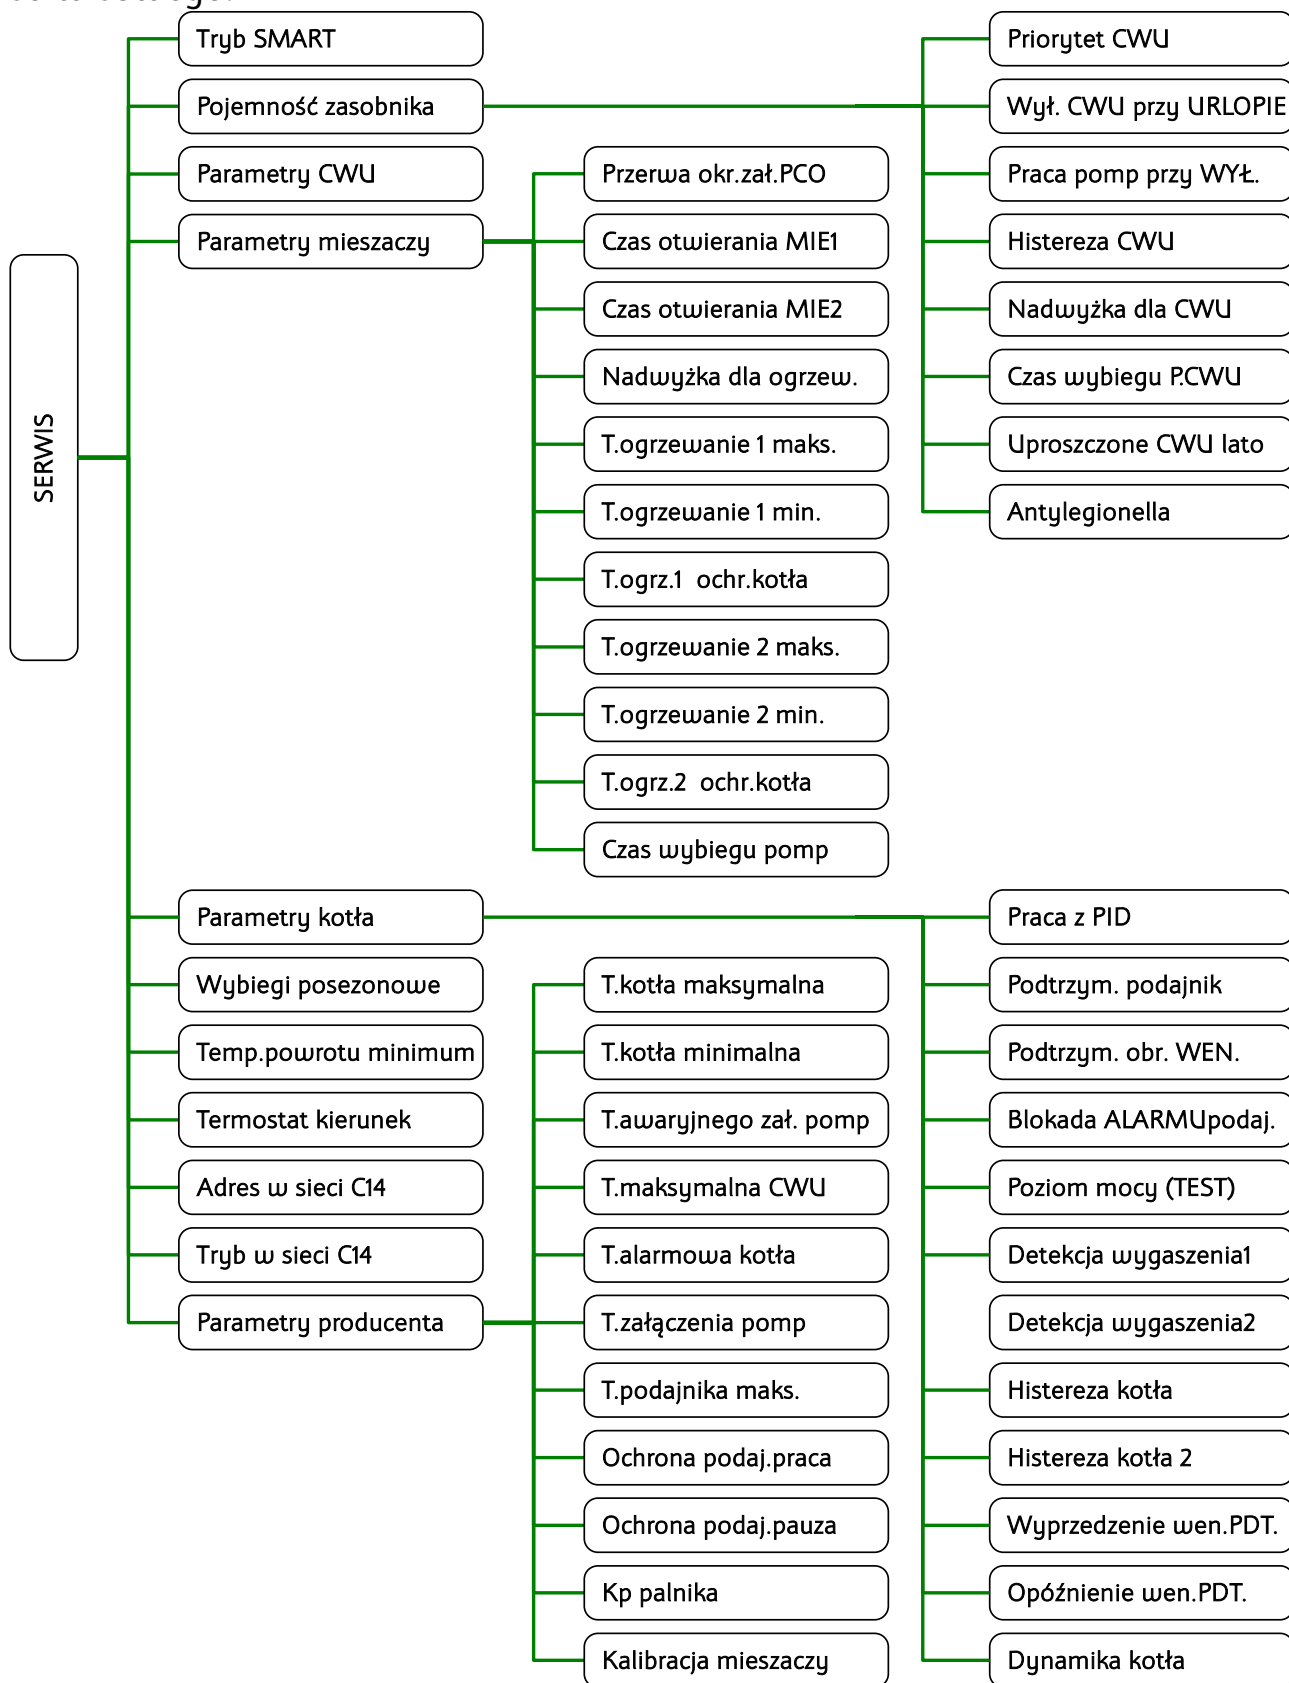 SERWIS
Tryb SMART
Pojemność zasobnika
Parametry CWU
Parametry mieszaczy
Przerwa okr.zał.PCO
Czas otwierania MIE1
Czas otwierania MIE2
Nadwyżka dla ogrzew.
T.ogrzewanie 1 maks.
T.ogrzewanie 1 min.
T.ogrz.1 ochr.kotła
T.ogrzewanie 2 maks.
T.ogrzewanie 2 min.
T.ogrz.2 ochr.kotła
Czas wybiegu pomp
Priorytet CWU
Wył. CWU przy URLOPIE
Praca pomp przy WYŁ.
Histereza CWU
Nadwyżka dla CWU
Czas wybiegu P.CWU
Uproszczone CWU lato
Antylegionella
Parametry kotła
Wybiegi posezonowe
Temp.powrotu minimum
Termostat kierunek
Adres w sieci C14
Tryb w sieci C14
Parametry producenta
T.kotła maksymalna
T.kotła minimalna
T.awaryjnego zał. pomp
T.maksymalna CWU
T.alarmowa kotła
T.załączenia pomp
T.podajnika maks.
Ochrona podaj.praca
Ochrona podaj.pauza
Kp palnika
Kalibracja mieszaczy
Praca z PID
Podtrzym. podajnik
Podtrzym. obr. WEN.
Blokada ALARMUpodaj.
Poziom mocy (TEST)
Detekcja wygaszenia1
Detekcja wygaszenia2
Histereza kotła
Histereza kotła 2
Wyprzedzenie wen.PDT.
Opóźnienie wen.PDT.
Dynamika kotła